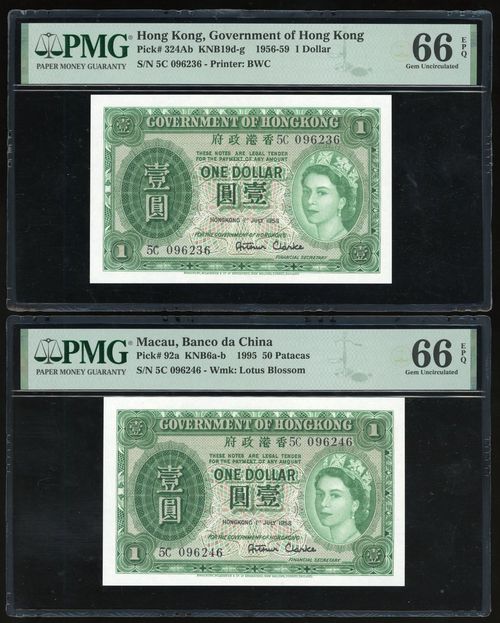 PMG
PAPER MONEY GUARANTY
Hong Kong, Government of Hong Kong
Pick# 324Ab KNB19d-g 1956-59 1 Dollar
S/N 5C 096236 - Printer: BWC
66 EPQ
Gem Uncirculated
壹 GOVERNMENT OF HONGKONG 1
府政港香 5C 096236
THESE NOTES ARE LEGAL TENDER
FOR THE PAYMENT OF ANY AMOUNT
ONE DOLLAR
壹圓
圓壹
HONGKONG 1ST JULY 1958
FOR THE GOVERNMENT OF HONGKONG
1 5C 096236 Arthur Clarke 壹
FINANCIAL SECRETARY
PMG
PAPER MONEY GUARANTY
Macau, Banco da China
Pick# 92a KNB6a-b 1995 50 Patacas
S/N 5C 096246 - Wmk: Lotus Blossom
66 EPQ
Gem Uncirculated
壹 GOVERNMENT OF HONGKONG 1
府政港香 5C 096246
THESE NOTES ARE LEGAL TENDER
FOR THE PAYMENT OF ANY AMOUNT
ONE DOLLAR
壹圓
圓壹
HONGKONG 1ST JULY 1958
FOR THE GOVERNMENT OF HONGKONG
1 5C 096246 Arthur Clarke 壹
FINANCIAL SECRETARY